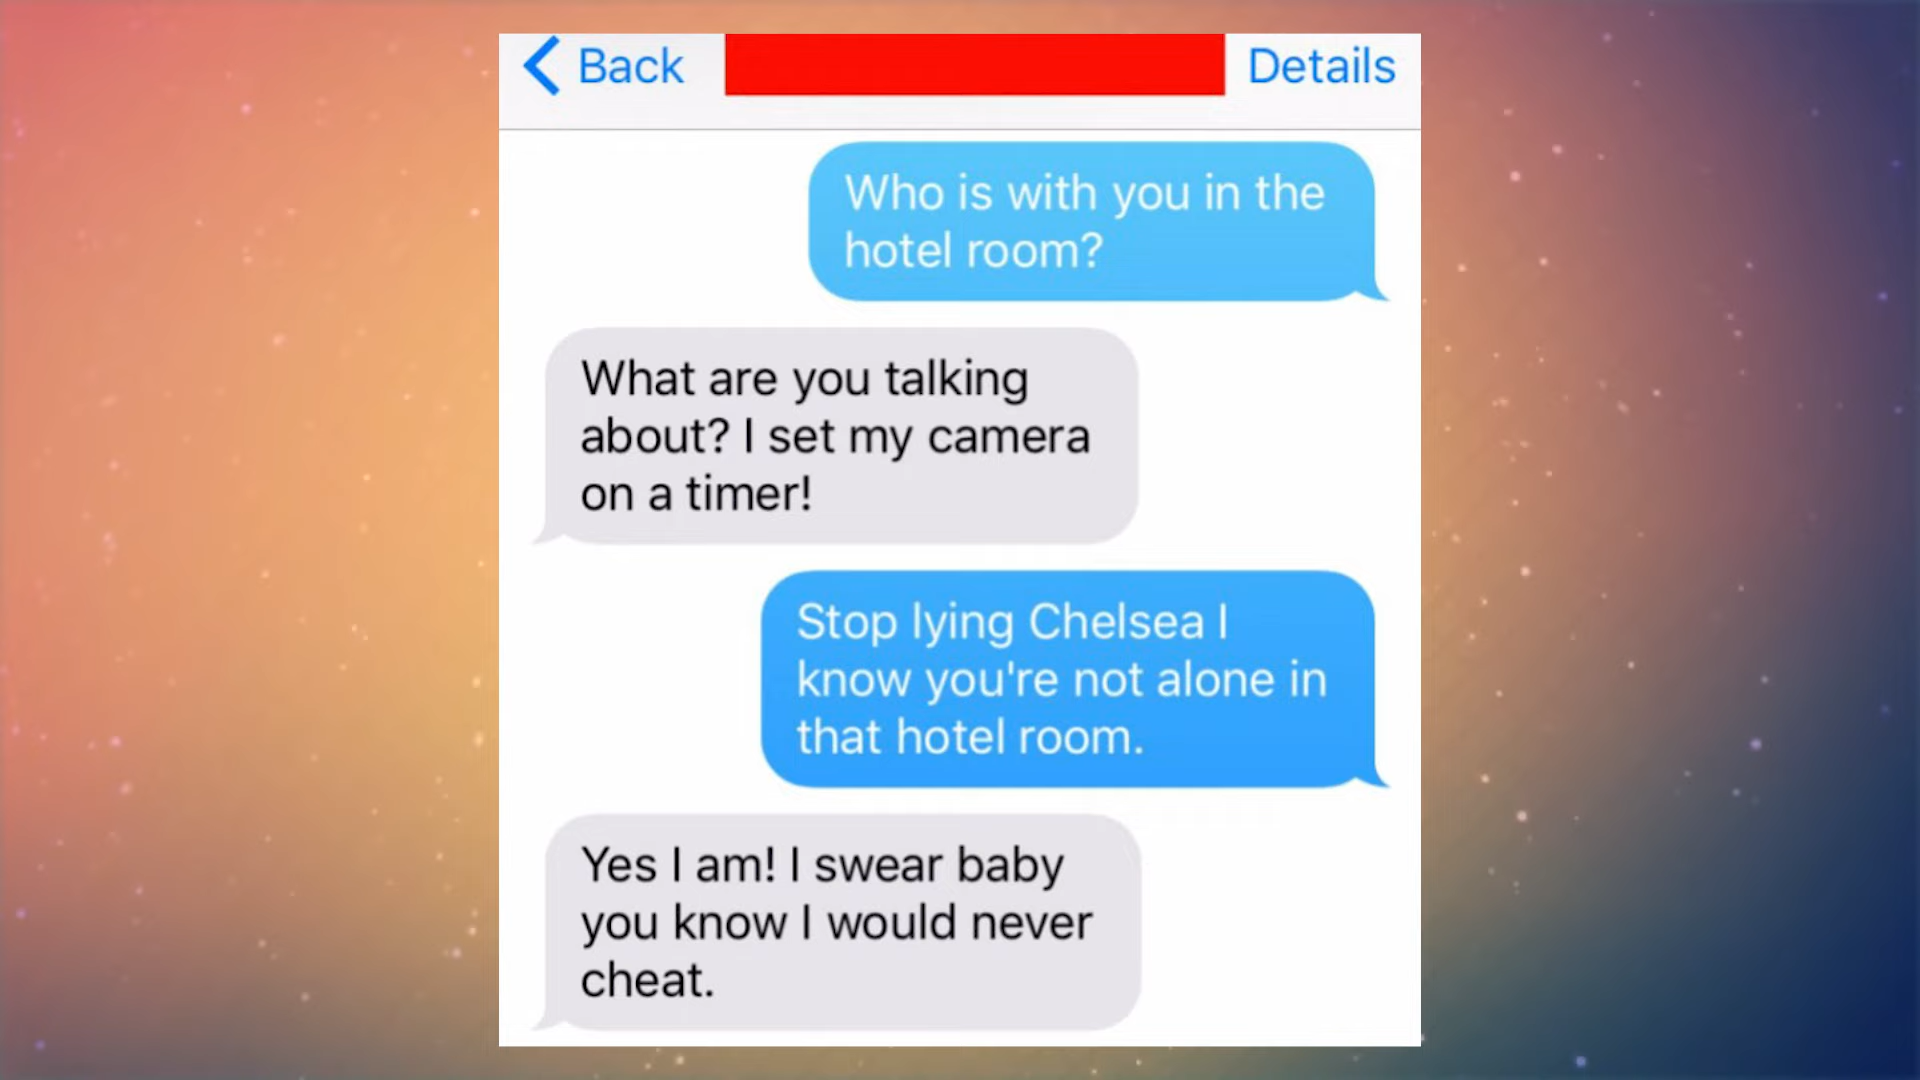 Back Details
Who is with you in the
hotel room?
What are you talking
about? I set my camera
on a timer!
Stop lying Chelsea I
know you're not alone in
that hotel room.
Yes I am! I swear baby
you know I would never
cheat.